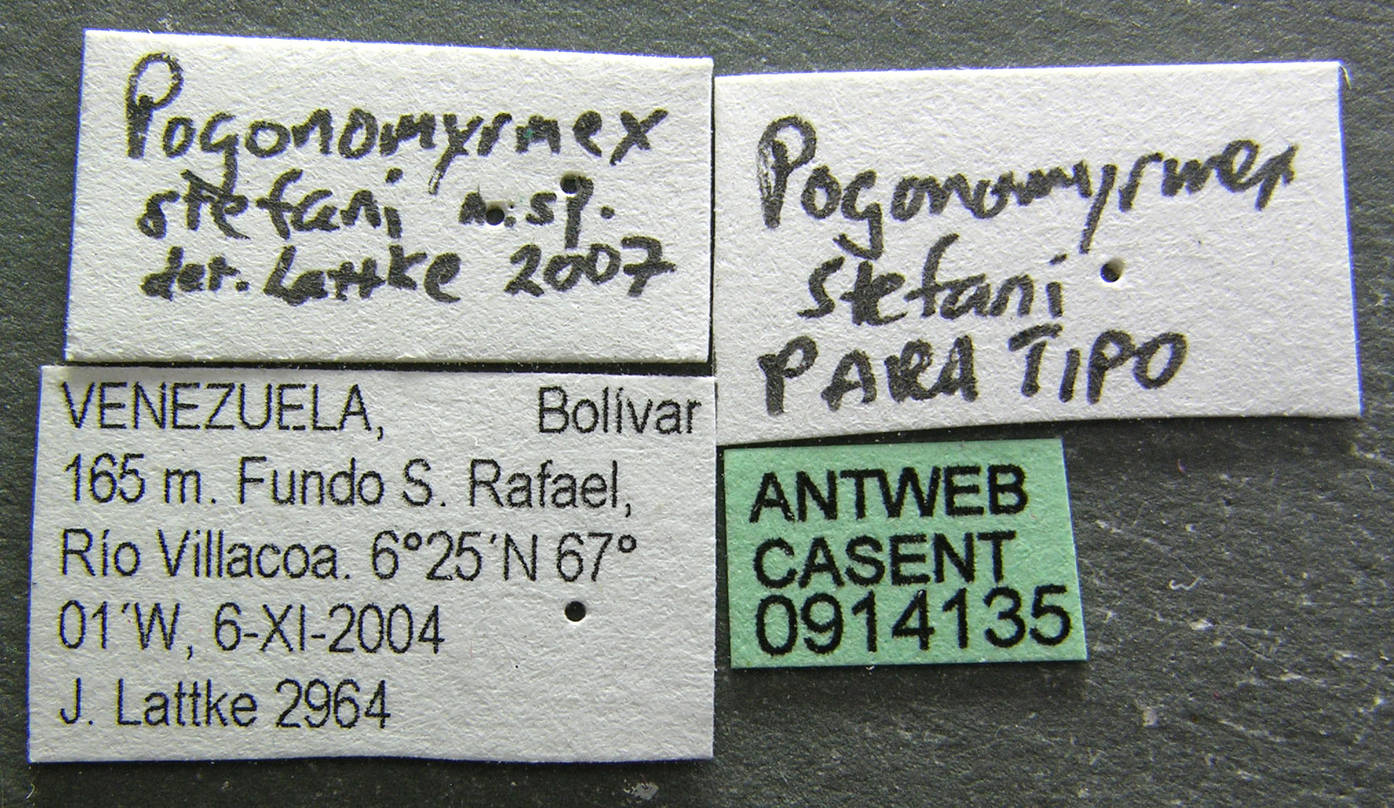 Pogonomyrmex
stefani n.sp.
det. Lattke 2007
Pogonomyrmex
stefani
PARATIPO
VENEZUELA, Bolívar
165 m. Fundo S. Rafael,
Río Villacoa. 6°25´N 67°
01´W, 6-XI-2004
J. Lattke 2964
ANTWEB
CASENT
0914135